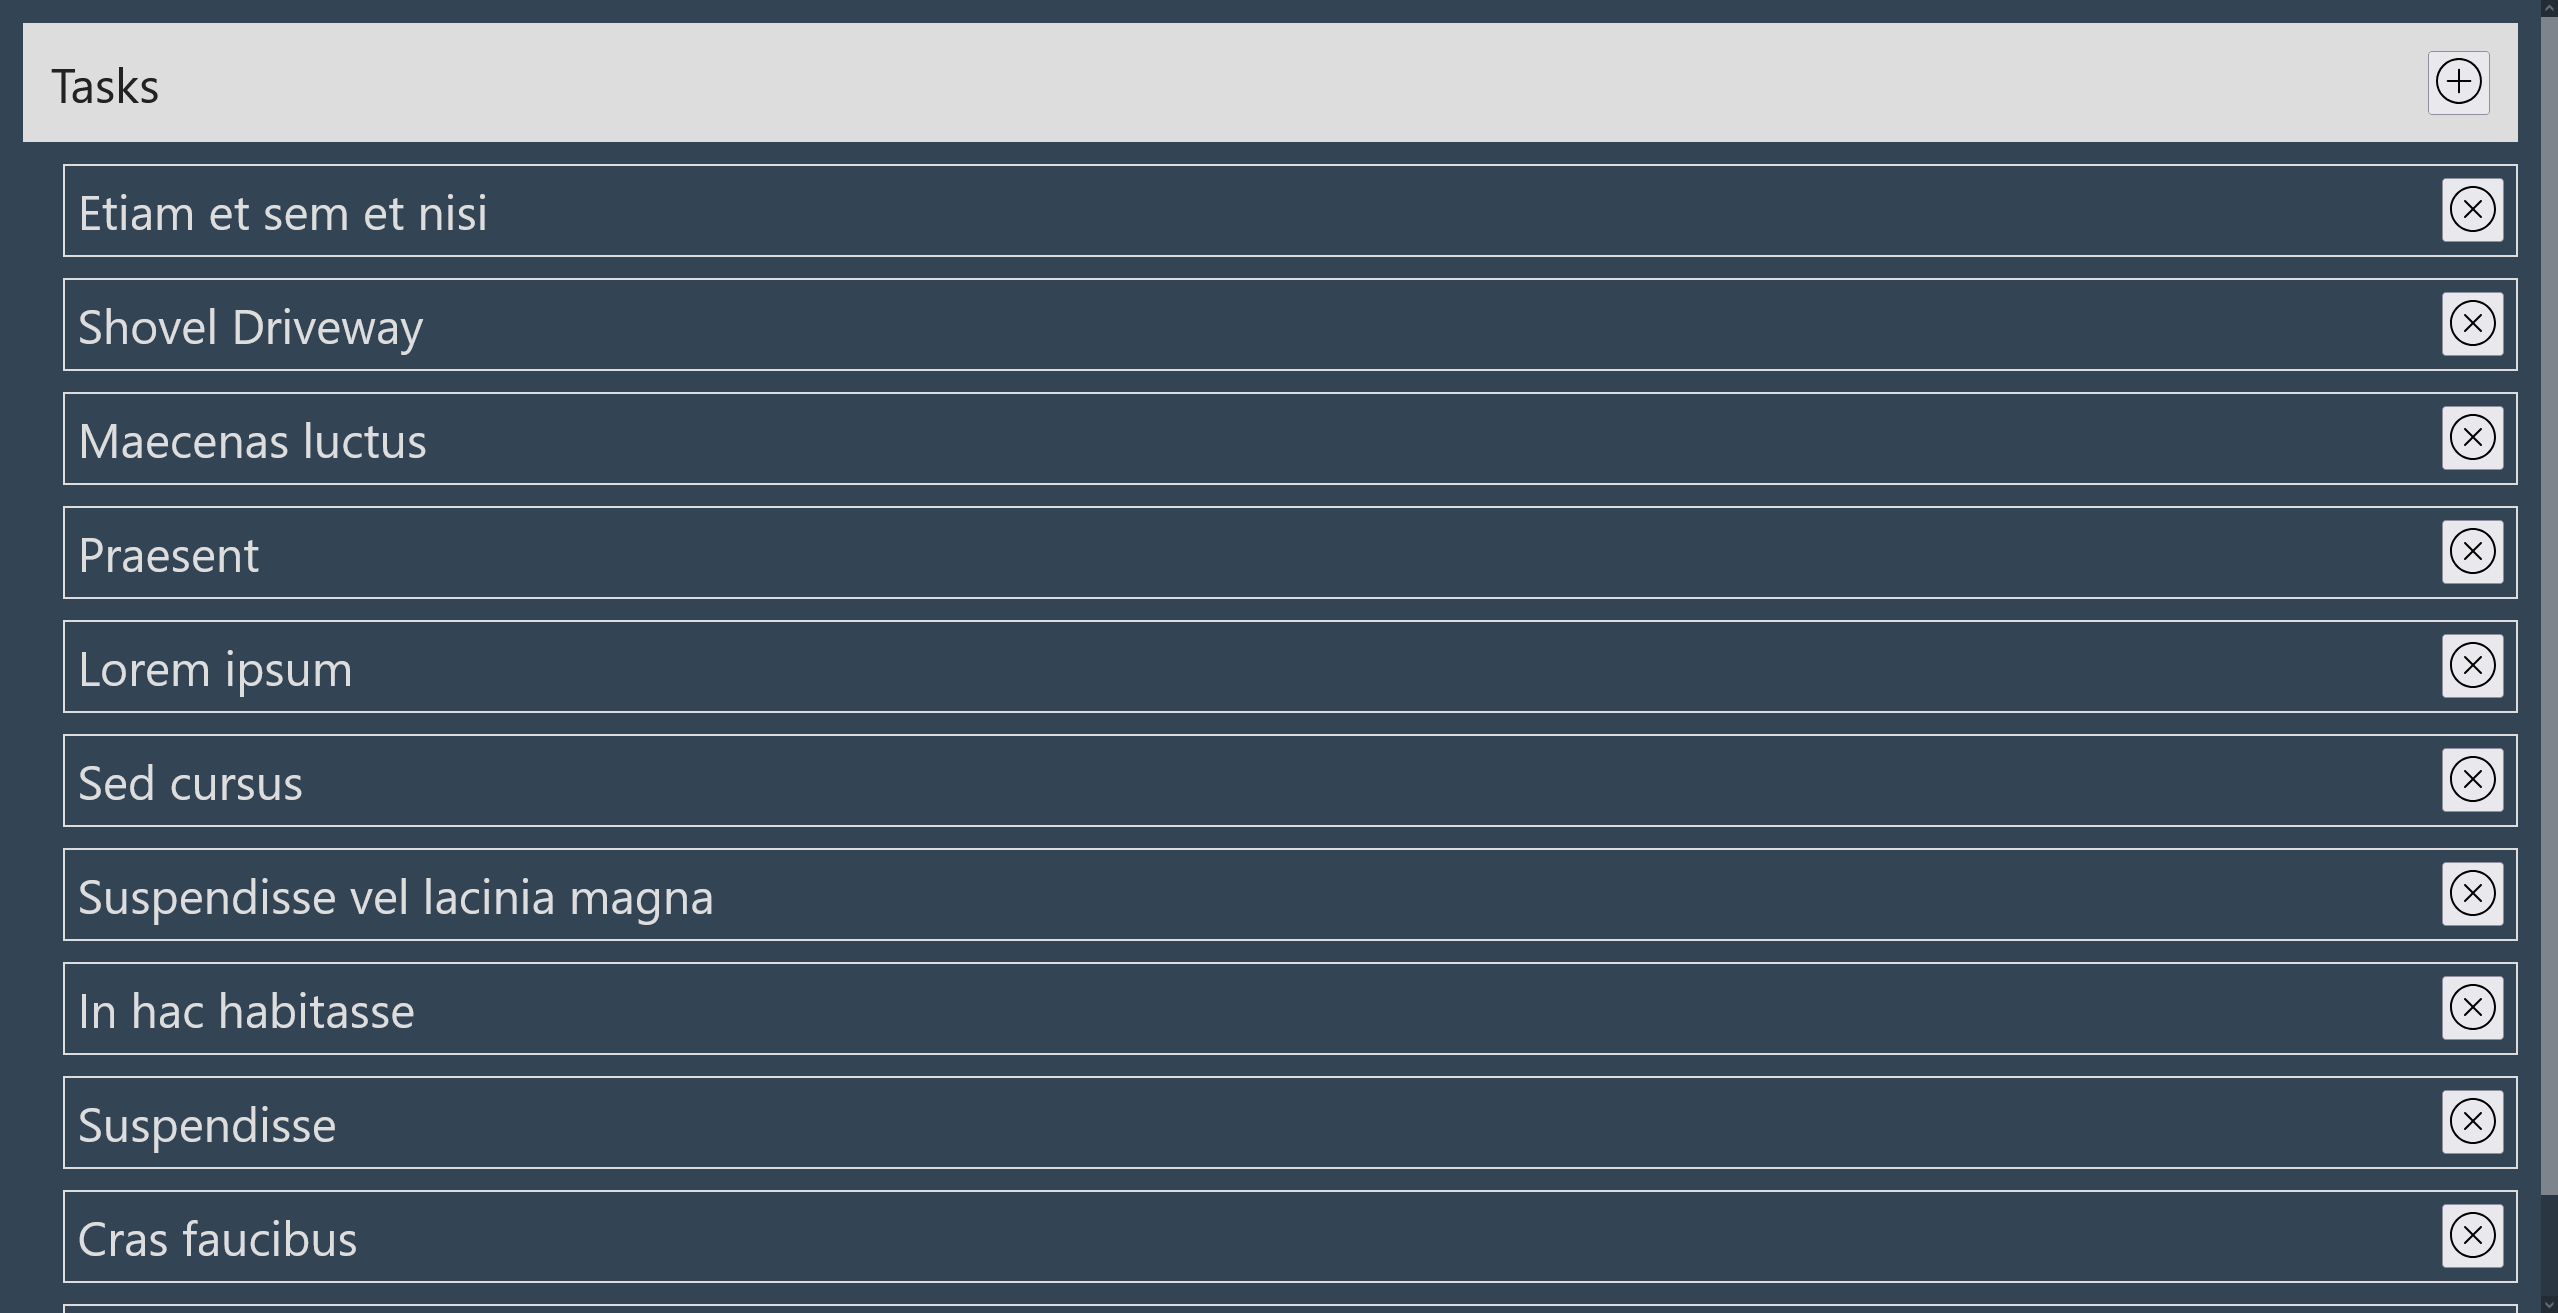 Tasks
Etiam et sem et nisi
Shovel Driveway
Maecenas luctus
Praesent
Lorem ipsum
Sed cursus
Suspendisse vel lacinia magna
In hac habitasse
Suspendisse
Cras faucibus